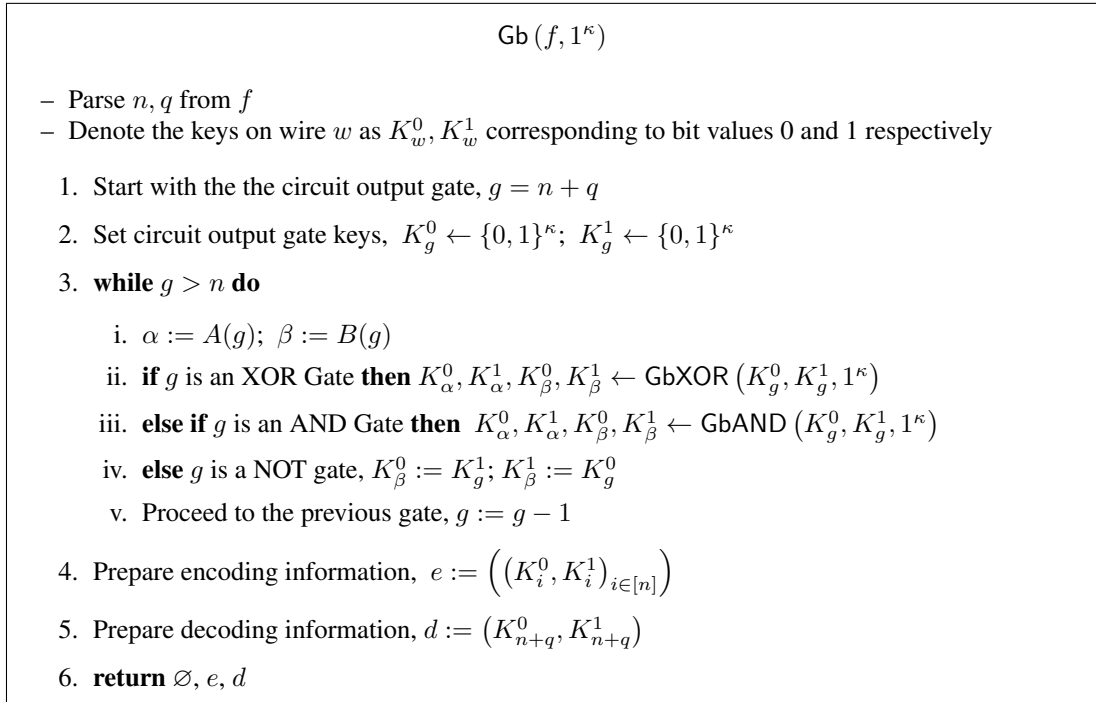 Gb (f, 1^κ)
– Parse n, q from f
– Denote the keys on wire w as K_w^0, K_w^1 corresponding to bit values 0 and 1 respectively
1. Start with the the circuit output gate, g = n + q
2. Set circuit output gate keys, K_g^0 ← {0, 1}^κ; K_g^1 ← {0, 1}^κ
3. while g > n do
i. α := A(g); β := B(g)
ii. if g is an XOR Gate then K_α^0, K_α^1, K_β^0, K_β^1 ← GbXOR (K_g^0, K_g^1, 1^κ)
iii. else if g is an AND Gate then K_α^0, K_α^1, K_β^0, K_β^1 ← GbAND (K_g^0, K_g^1, 1^κ)
iv. else g is a NOT gate, K_β^0 := K_g^1; K_β^1 := K_g^0
v. Proceed to the previous gate, g := g − 1
4. Prepare encoding information, e := ((K_i^0, K_i^1)_{i∈[n]})
5. Prepare decoding information, d := (K_{n+q}^0, K_{n+q}^1)
6. return ∅, e, d